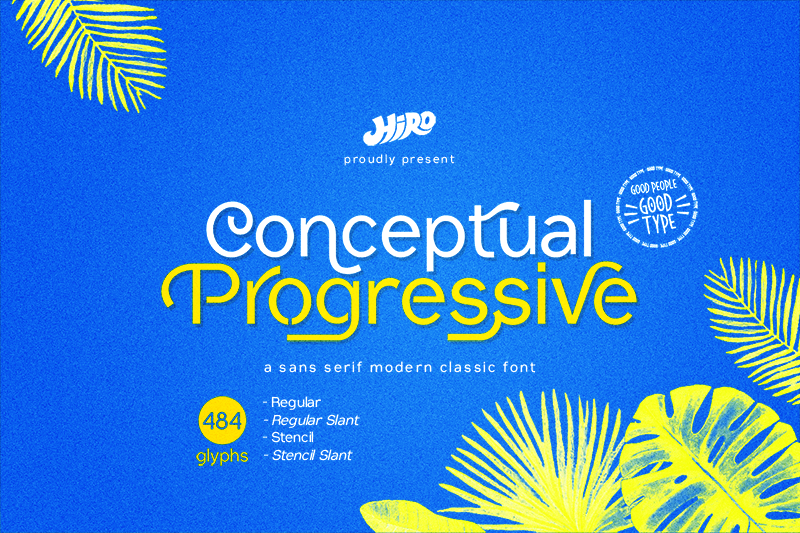 HiRO
proudly present
GOOD PEOPLE
GOOD
TYPE
Conceptual
Progressive
a sans serif modern classic font
484
glyphs
- Regular
- Regular Slant
- Stencil
- Stencil Slant